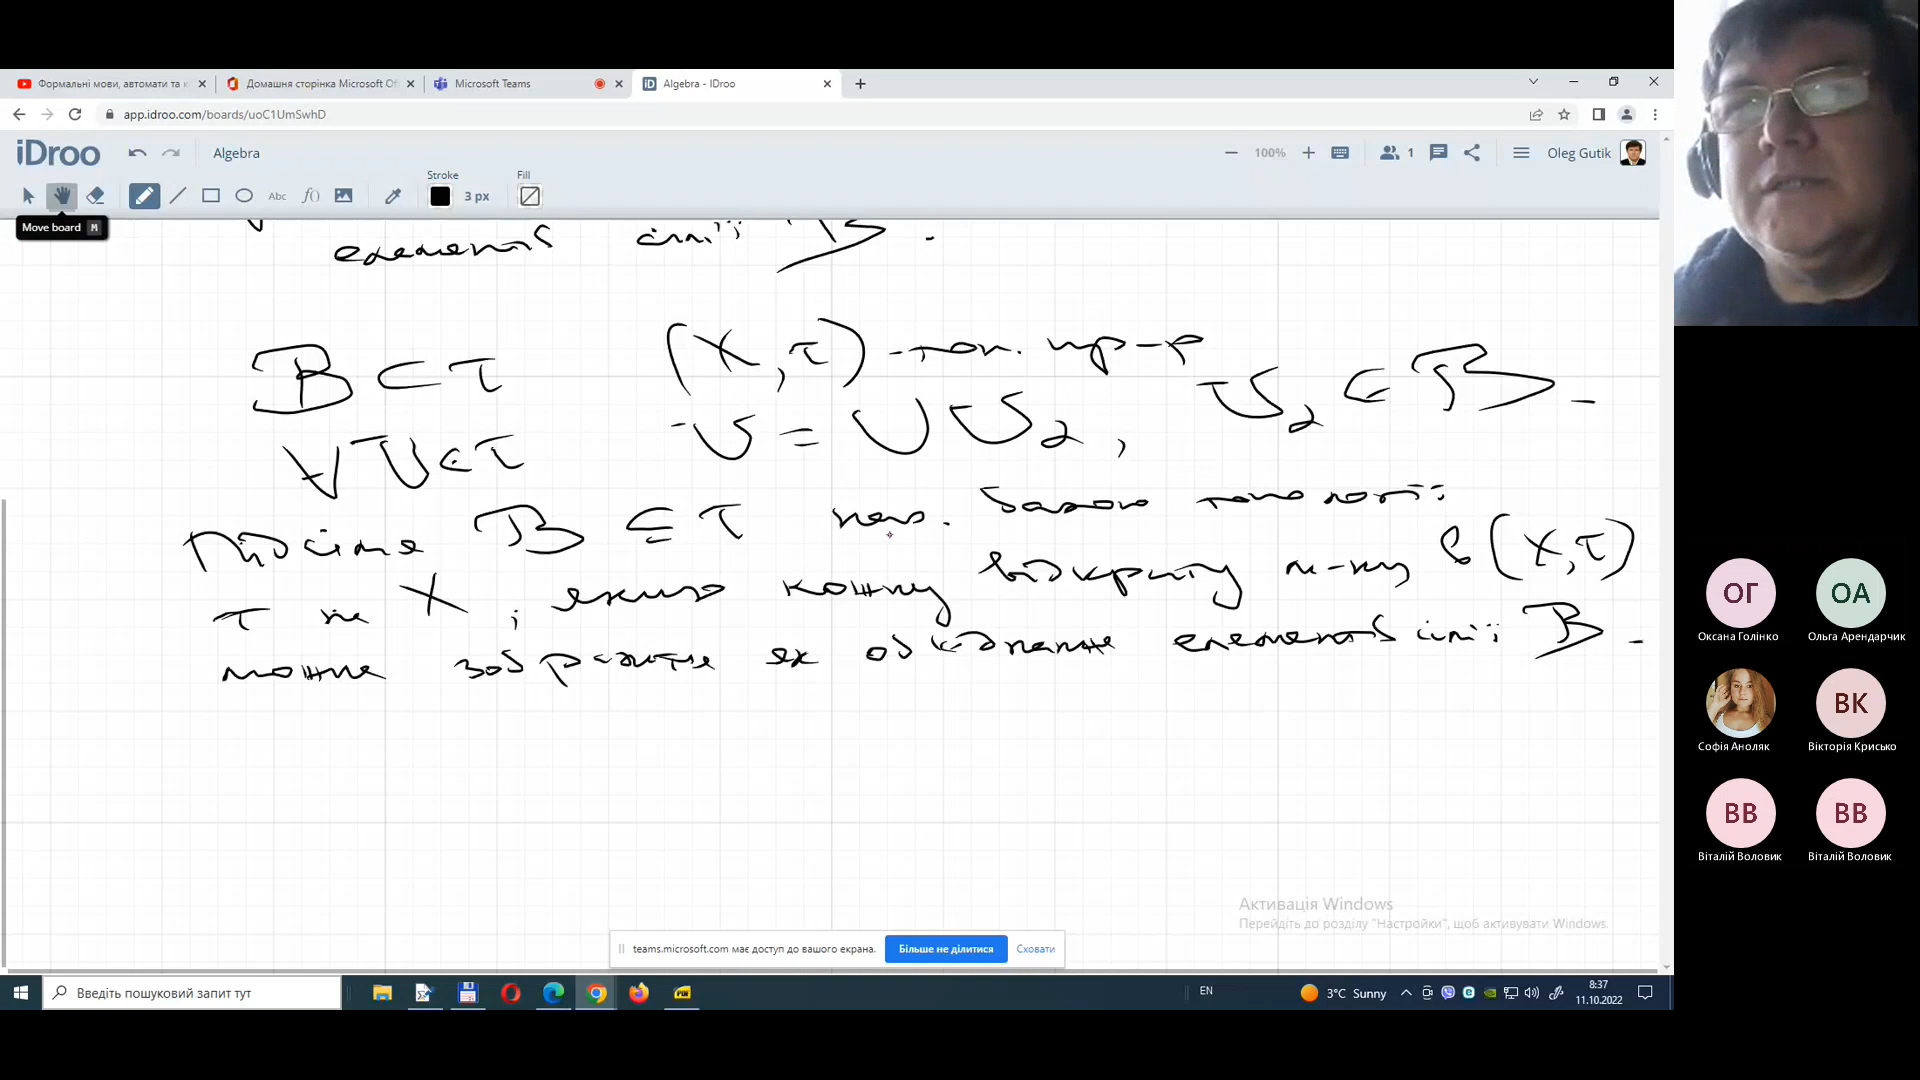 Формальні мови, автомати та к
Домашня сторінка Microsoft Of
Microsoft Teams
Algebra - IDroo
app.idroo.com/boards/uoC1UmSwhD
iDroo
Algebra
100%
1
Oleg Gutik
Abc
f()
Stroke
3 px
Fill
Move board M
елементів сім'ї B.
(X, τ) - топ. пр-р
B ⊂ τ
∀ U ∈ τ U = ∪ U₂, U₂ ∈ B.
Підсім'я B ⊆ τ наз. базою топології
τ на X, якщо кожну відкриту м-ну в (X, τ)
можна зобразити як об'єднання елементів сім'ї B.
ОГ
Оксана Голінко
ОА
Ольга Арендарчик
Софія Аноляк
ВК
Вікторія Крисько
ВВ
Віталій Воловик
ВВ
Віталій Воловик
Активація Windows
Перейдіть до розділу "Настройки", щоб активувати Windows.
teams.microsoft.com має доступ до вашого екрана.
Більше не ділитися
Сховати
Введіть пошуковий запит тут
EN
3°C Sunny
8:37
11.10.2022